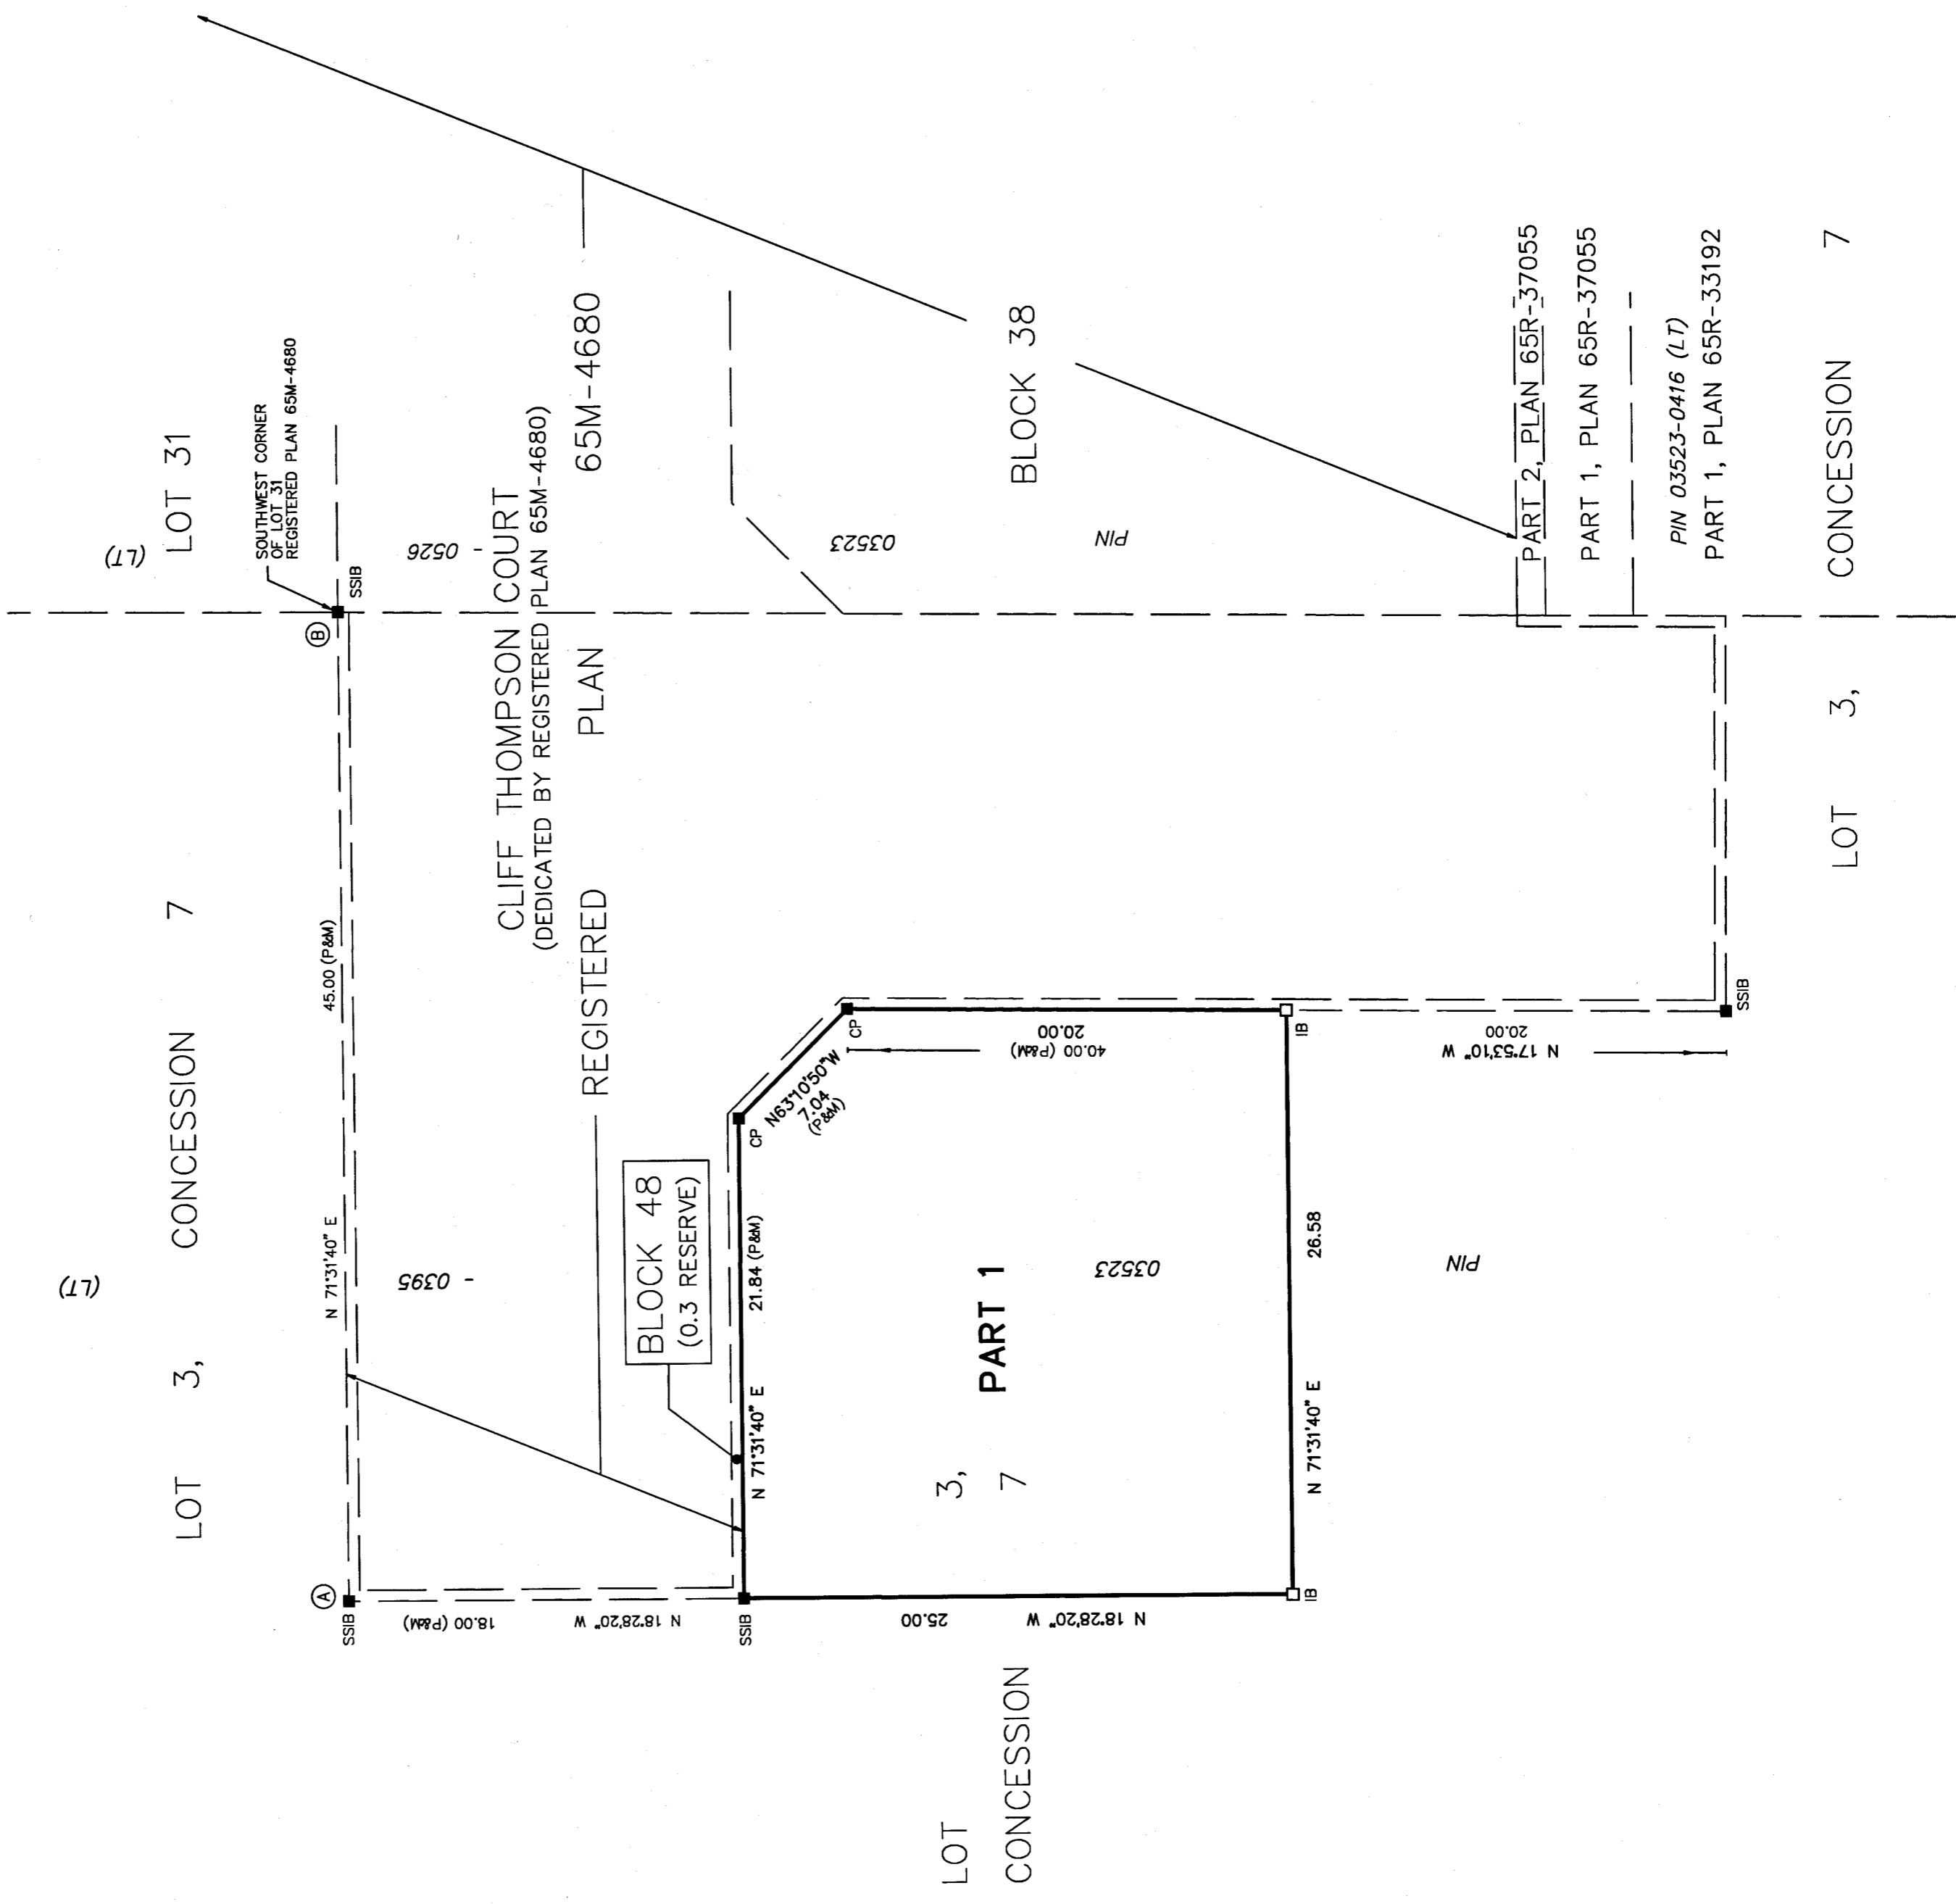 (LT)
LOT 3, CONCESSION 7
(LT)
LOT 31
SOUTHWEST CORNER
OF LOT 31
REGISTERED PLAN 65M-4680
A
SSIB
N 71°31'40" E
45.00 (P&M)
B
SSIB
- 0395
- 0526
CLIFF THOMPSON COURT
(DEDICATED BY REGISTERED PLAN 65M-4680)
REGISTERED PLAN 65M-4680
N 18°28'20" W
18.00 (P&M)
BLOCK 48
(0.3 RESERVE)
SSIB
N 71°31'40" E
21.84 (P&M)
CP
N63°10'50"W
7.04
(P&M)
CP
03523
PIN
BLOCK 38
N 18°28'20" W
25.00
LOT 3,
CONCESSION 7
PART 1
03523
20.00
40.00 (P&M)
IB
N 71°31'40" E
26.58
IB
PIN
N 17°53'10" W
20.00
SSIB
PART 2, PLAN 65R-37055
PART 1, PLAN 65R-37055
PIN 03523-0416 (LT)
PART 1, PLAN 65R-33192
LOT 3, CONCESSION 7